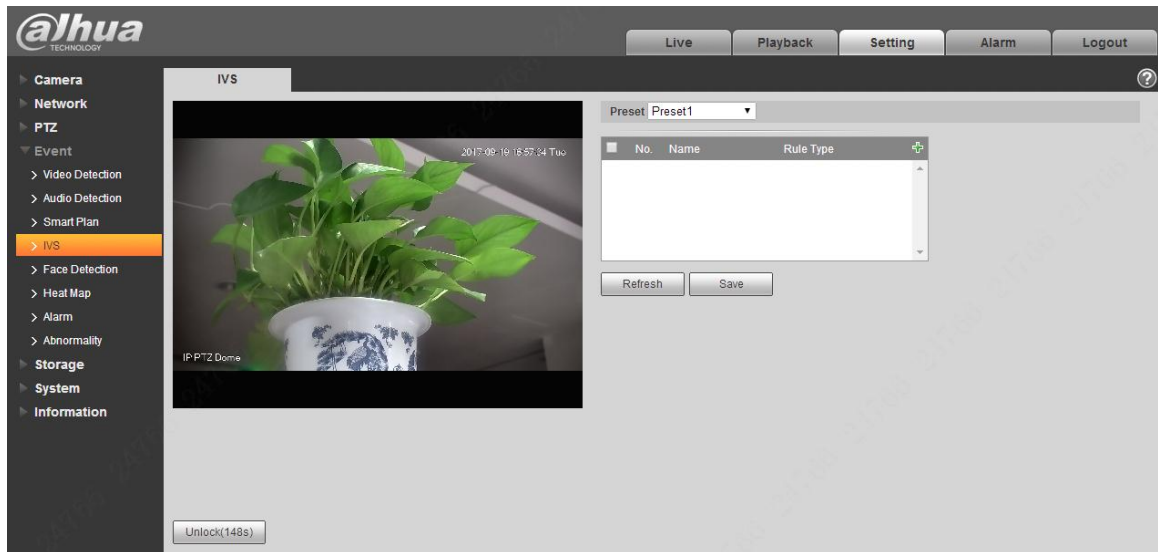 alhua
TECHNOLOGY
Live Playback Setting Alarm Logout
Camera
Network
PTZ
Event
Video Detection
Audio Detection
Smart Plan
IVS
Face Detection
Heat Map
Alarm
Abnormality
Storage
System
Information
IVS
2017-09-19 16:57:34 Tue
IP PTZ Dome
Unlock(148s)
Preset Preset1
No. Name Rule Type
Refresh Save